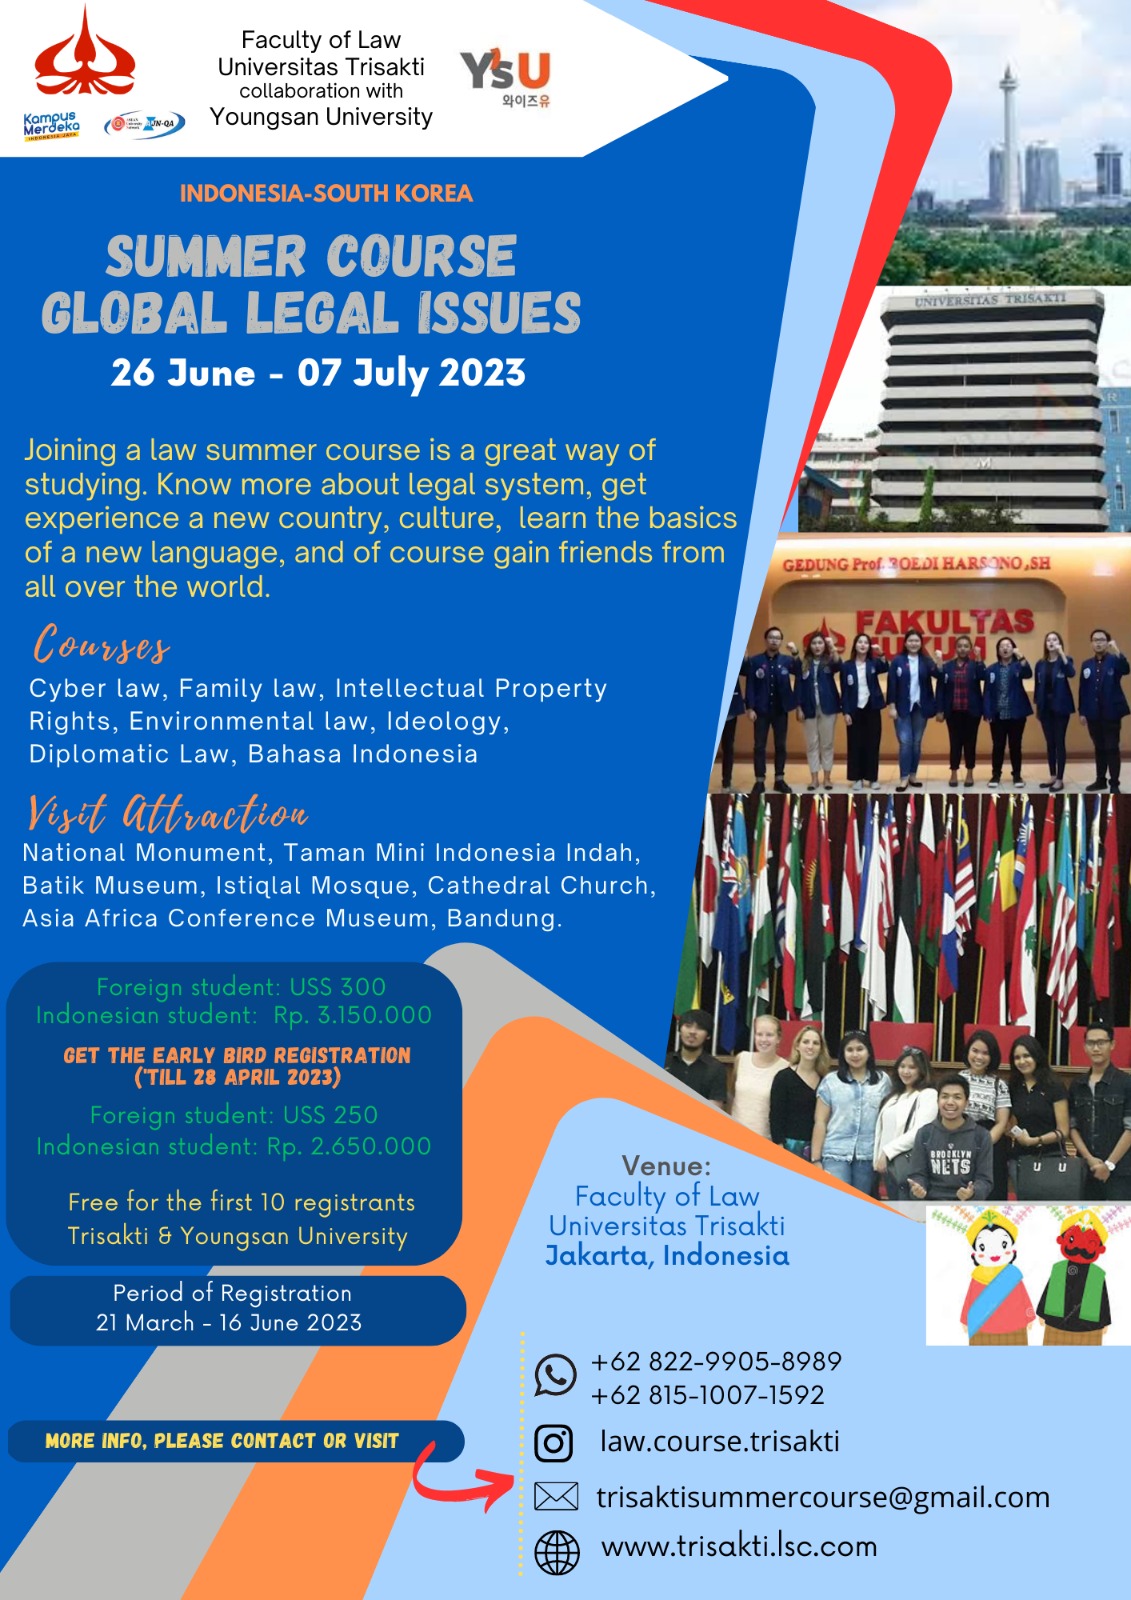 Faculty of Law
Universitas Trisakti
collaboration with
Youngsan University
YsU
와이즈유
Kampus
Merdeka
INDONESIA JAYA
UN-QA
INDONESIA-SOUTH KOREA
SUMMER COURSE
GLOBAL LEGAL ISSUES
26 June - 07 July 2023
Joining a law summer course is a great way of
studying. Know more about legal system, get
experience a new country, culture, learn the basics
of a new language, and of course gain friends from
all over the world.
Courses
Cyber law, Family law, Intellectual Property
Rights, Environmental law, Ideology,
Diplomatic Law, Bahasa Indonesia
Visit Attraction
National Monument, Taman Mini Indonesia Indah,
Batik Museum, Istiqlal Mosque, Cathedral Church,
Asia Africa Conference Museum, Bandung.
Foreign student: USS 300
Indonesian student: Rp. 3.150.000
GET THE EARLY BIRD REGISTRATION
('TILL 28 APRIL 2023)
Foreign student: USS 250
Indonesian student: Rp. 2.650.000
Free for the first 10 registrants
Trisakti & Youngsan University
Period of Registration
21 March - 16 June 2023
MORE INFO, PLEASE CONTACT OR VISIT
UNIVERSITAS TRISAKTI
GEDUNG Prof. BOEDI HARSONO ,SH
FAKULTAS
HUKUM
BROOKLYN
NETS
Venue:
Faculty of Law
Universitas Trisakti
Jakarta, Indonesia
+62 822-9905-8989
+62 815-1007-1592
law.course.trisakti
trisaktisummercourse@gmail.com
www.trisakti.lsc.com